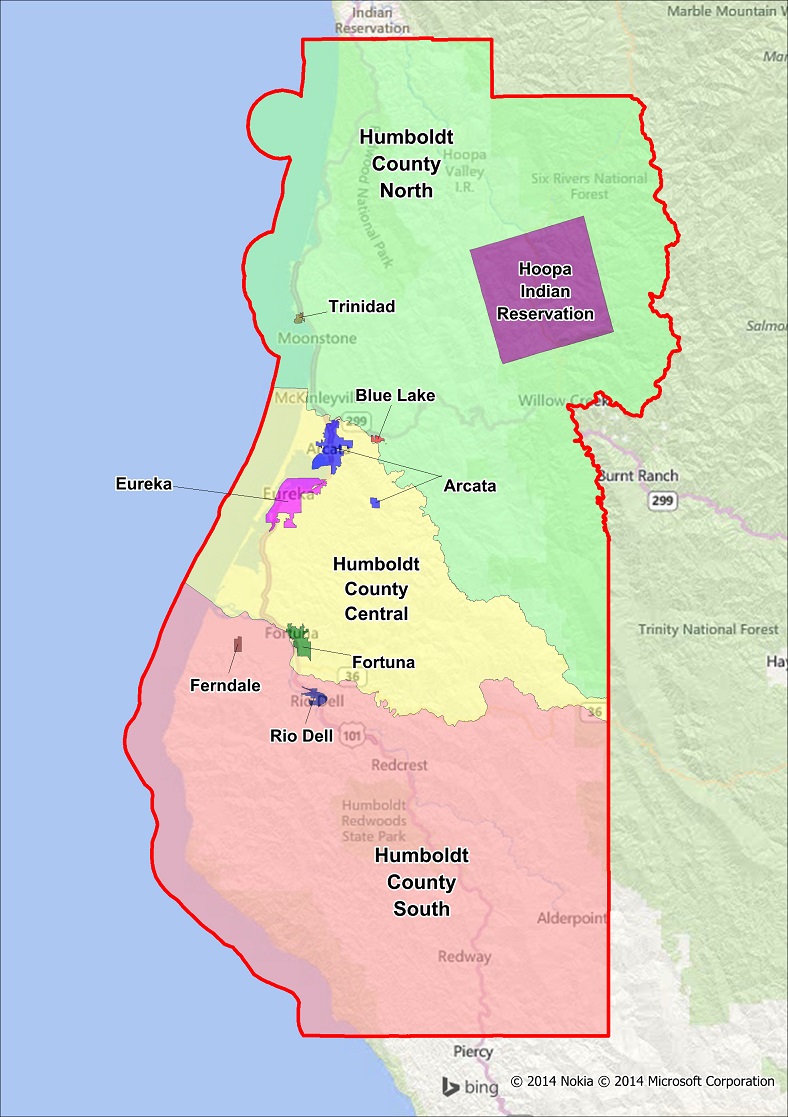 Indian
Reservation
Marble Mountain W
Mar
Humboldt
County
North
Hoopa
Valley
I.R.
Redwood National Park
Six Rivers National
Forest
Hoopa
Indian
Reservation
Trinidad
Moonstone
Salmo
McKinleyvil
Blue Lake
Willow Creek
299
Arcata
Burnt Ranch
Eureka
Arcata
Eureka
299
Humboldt
County
Central
Fortuna
Trinity National Forest
Fortuna
Hay
36
Ferndale
Rio Dell
36
Rio Dell
101
Redcrest
Humboldt
Redwoods
State Park
Humboldt
County
South
Alderpoint
Redway
Piercy
bing
© 2014 Nokia © 2014 Microsoft Corporation